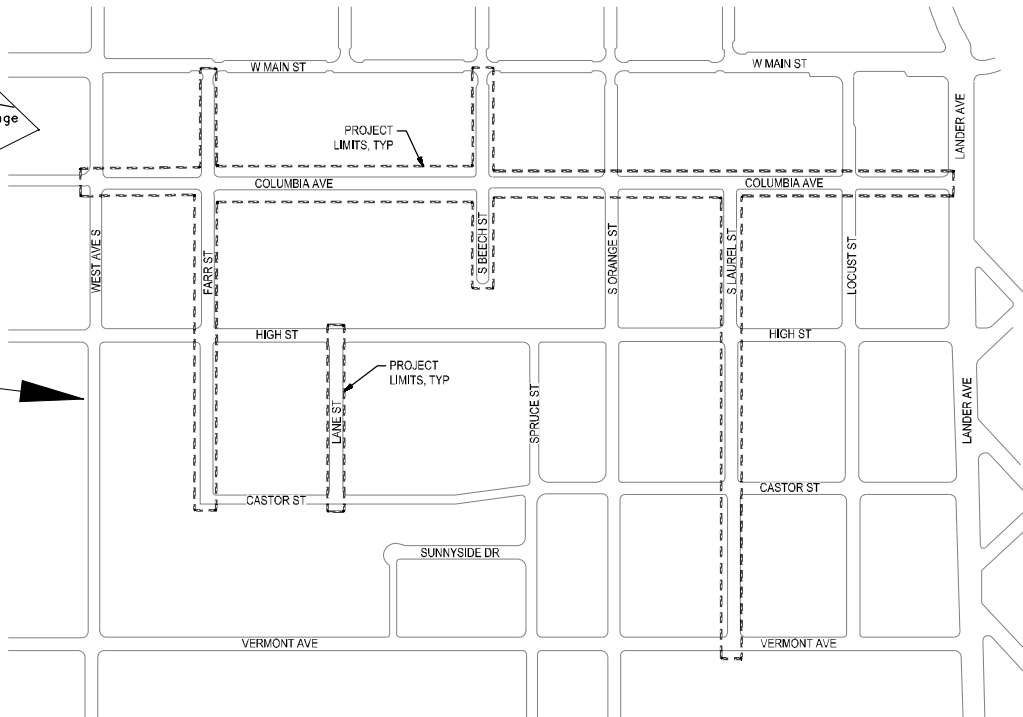 W MAIN ST
W MAIN ST
LANDER AVE
PROJECT
LIMITS, TYP
COLUMBIA AVE
COLUMBIA AVE
WEST AVE S
FARR ST
S BEECH ST
S ORANGE ST
S LAUREL ST
LOCUST ST
HIGH ST
HIGH ST
PROJECT
LIMITS, TYP
LANE ST
SPRUCE ST
LANDER AVE
CASTOR ST
CASTOR ST
SUNNYSIDE DR
VERMONT AVE
VERMONT AVE